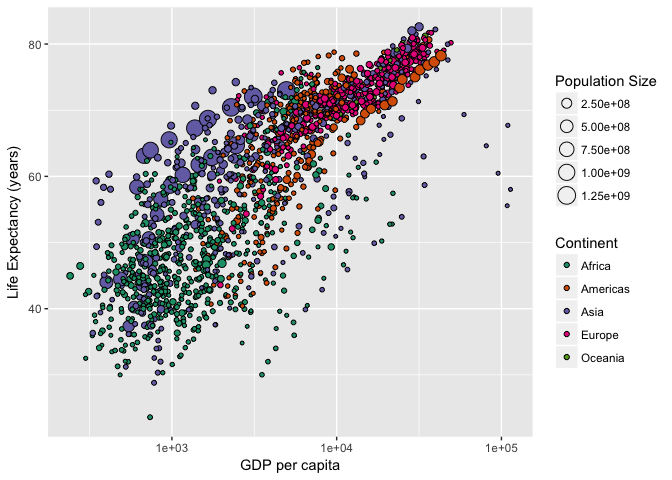 80
60
40
Life Expectancy (years)
1e+03
1e+04
1e+05
GDP per capita
Population Size
2.50e+08
5.00e+08
7.50e+08
1.00e+09
1.25e+09
Continent
Africa
Americas
Asia
Europe
Oceania